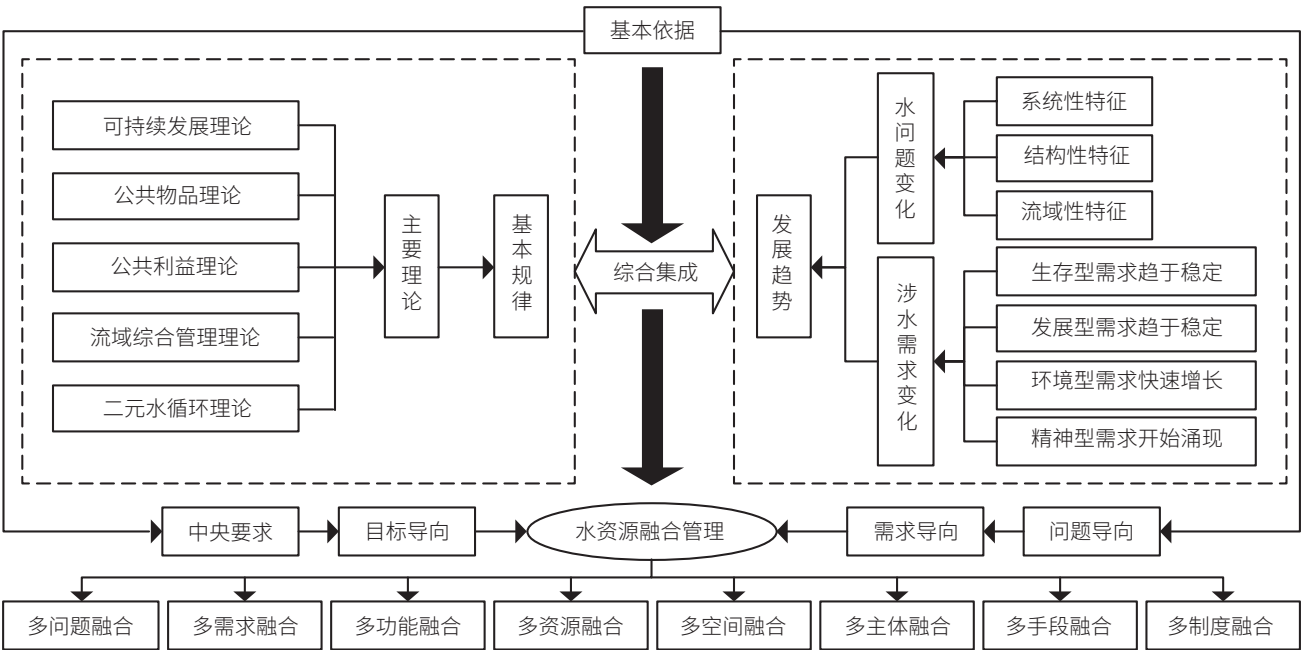 基本依据
可持续发展理论
公共物品理论
公共利益理论
流域综合管理理论
二元水循环理论
主要理论
基本规律
综合集成
发展趋势
水问题变化
涉水需求变化
系统性特征
结构性特征
流域性特征
生存型需求趋于稳定
发展型需求趋于稳定
环境型需求快速增长
精神型需求开始涌现
中央要求
目标导向
水资源融合管理
需求导向
问题导向
多问题融合
多需求融合
多功能融合
多资源融合
多空间融合
多主体融合
多手段融合
多制度融合